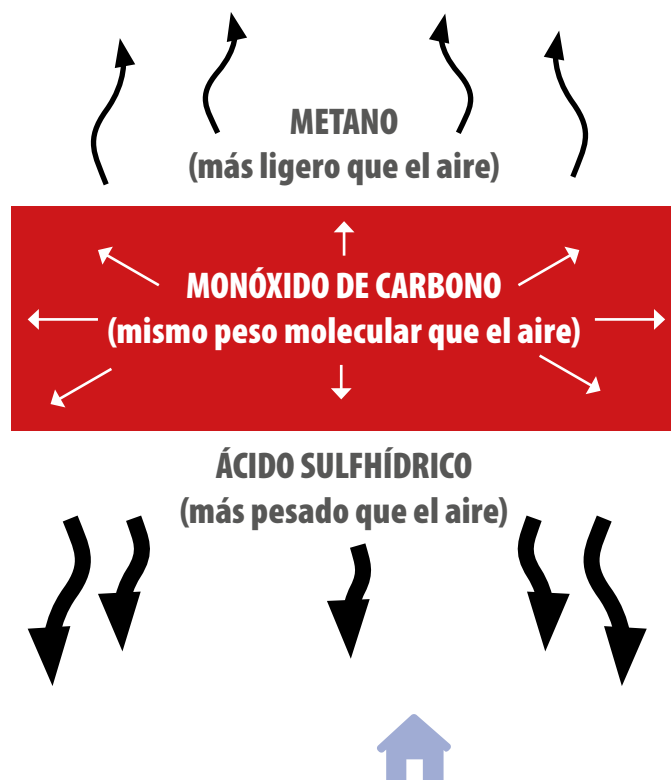 METANO
(más ligero que el aire)
MONÓXIDO DE CARBONO
(mismo peso molecular que el aire)
ÁCIDO SULFHÍDRICO
(más pesado que el aire)